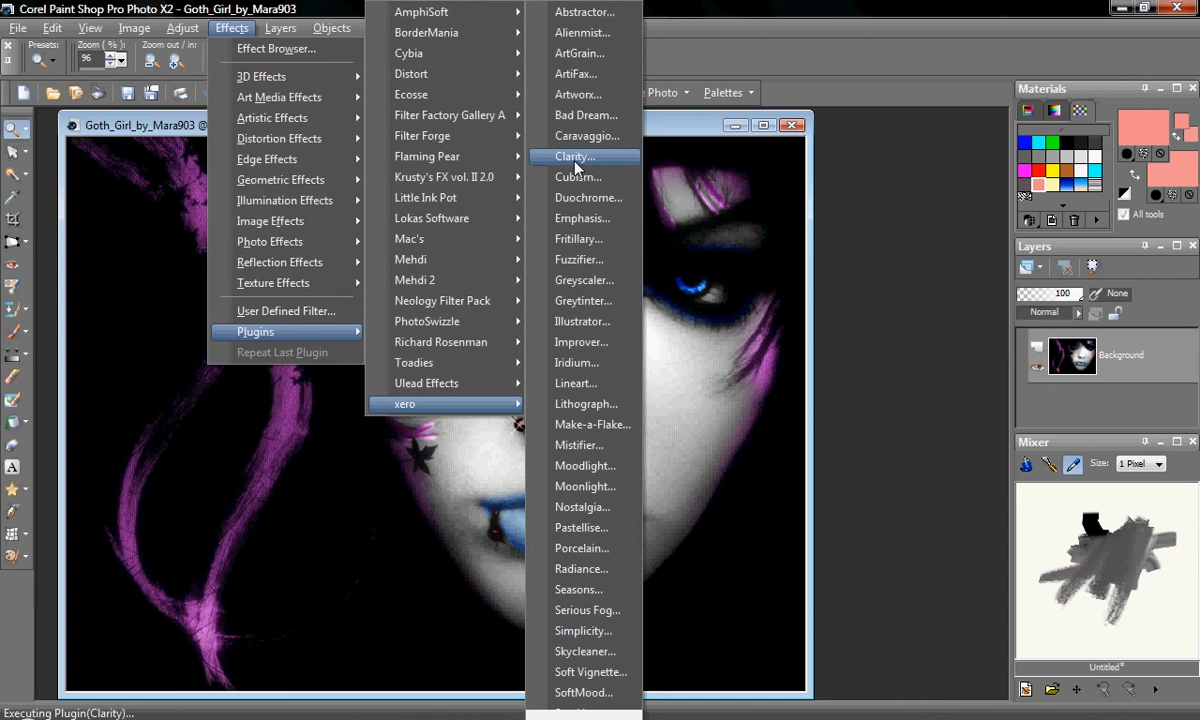 Corel Paint Shop Pro Photo X2 - Goth_Girl_by_Mara903
File Edit View Image Adjust Effects Layers Objects
Presets: Zoom (%): Zoom out / in:
96
Photo Palettes
Goth_Girl_by_Mara903 @
Effect Browser...
3D Effects
Art Media Effects
Artistic Effects
Distortion Effects
Edge Effects
Geometric Effects
Illumination Effects
Image Effects
Photo Effects
Reflection Effects
Texture Effects
User Defined Filter...
Plugins
Repeat Last Plugin
AmphiSoft
BorderMania
Cybia
Distort
Ecosse
Filter Factory Gallery A
Filter Forge
Flaming Pear
Krusty's FX vol. II 2.0
Little Ink Pot
Lokas Software
Mac's
Mehdi
Mehdi 2
Neology Filter Pack
PhotoSwizzle
Richard Rosenman
Toadies
Ulead Effects
xero
Abstractor...
Alienmist...
ArtGrain...
ArtiFax...
Artworx...
Bad Dream...
Caravaggio...
Clarity...
Cubism...
Duochrome...
Emphasis...
Fritillary...
Fuzzifier...
Greyscaler...
Greytinter...
Illustrator...
Improver...
Iridium...
Lineart...
Lithograph...
Make-a-Flake...
Mistifier...
Moodlight...
Moonlight...
Nostalgia...
Pastellise...
Porcelain...
Radiance...
Seasons...
Serious Fog...
Simplicity...
Skycleaner...
Soft Vignette...
SoftMood...
Materials
All tools
Layers
100 None
Normal
Background
Mixer
Size: 1 Pixel
Untitled*
Executing Plugin(Clarity)...